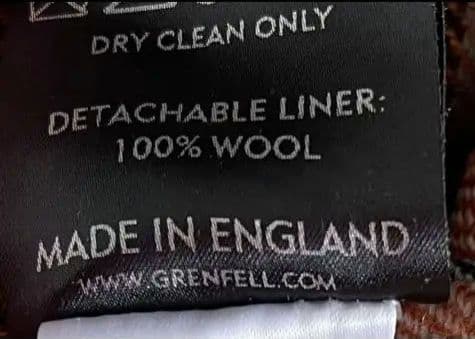 DRY CLEAN ONLY
DETACHABLE LINER:
100% WOOL
MADE IN ENGLAND
WWW.GRENFELL.COM